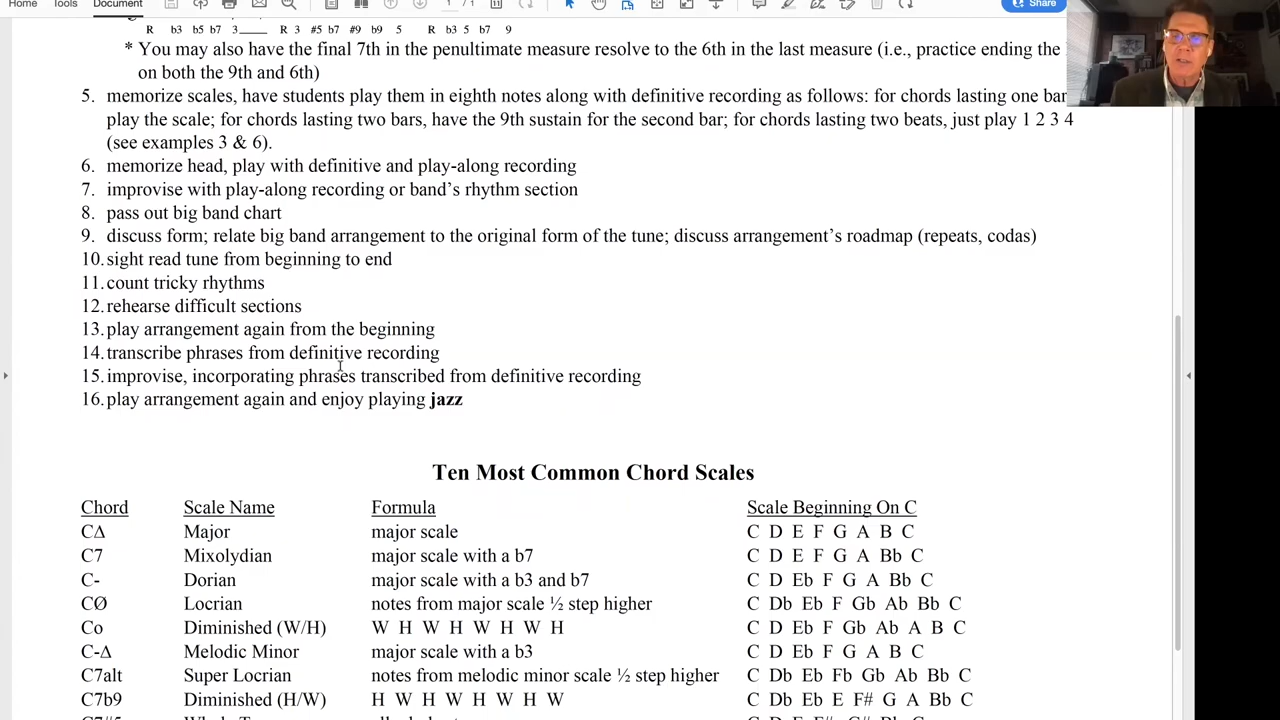 Home Tools Document 1 / 1 Share
R b3 b5 b7 3____ R 3 #5 b7 #9 b9 5 R b3 5 b7 9
* You may also have the final 7th in the penultimate measure resolve to the 6th in the last measure (i.e., practice ending the
on both the 9th and 6th)
5. memorize scales, have students play them in eighth notes along with definitive recording as follows: for chords lasting one bar
play the scale; for chords lasting two bars, have the 9th sustain for the second bar; for chords lasting two beats, just play 1 2 3 4
(see examples 3 & 6).
6. memorize head, play with definitive and play-along recording
7. improvise with play-along recording or band's rhythm section
8. pass out big band chart
9. discuss form; relate big band arrangement to the original form of the tune; discuss arrangement's roadmap (repeats, codas)
10. sight read tune from beginning to end
11. count tricky rhythms
12. rehearse difficult sections
13. play arrangement again from the beginning
14. transcribe phrases from definitive recording
15. improvise, incorporating phrases transcribed from definitive recording
16. play arrangement again and enjoy playing jazz
Ten Most Common Chord Scales
Chord Scale Name Formula Scale Beginning On C
C∆ Major major scale C D E F G A B C
C7 Mixolydian major scale with a b7 C D E F G A Bb C
C- Dorian major scale with a b3 and b7 C D Eb F G A Bb C
CØ Locrian notes from major scale ½ step higher C Db Eb F Gb Ab Bb C
Co Diminished (W/H) W H W H W H W H C D Eb F Gb Ab A B C
C-∆ Melodic Minor major scale with a b3 C D Eb F G A B C
C7alt Super Locrian notes from melodic minor scale ½ step higher C Db Eb Fb Gb Ab Bb C
C7b9 Diminished (H/W) H W H W H W H W C Db Eb E F# G A Bb C